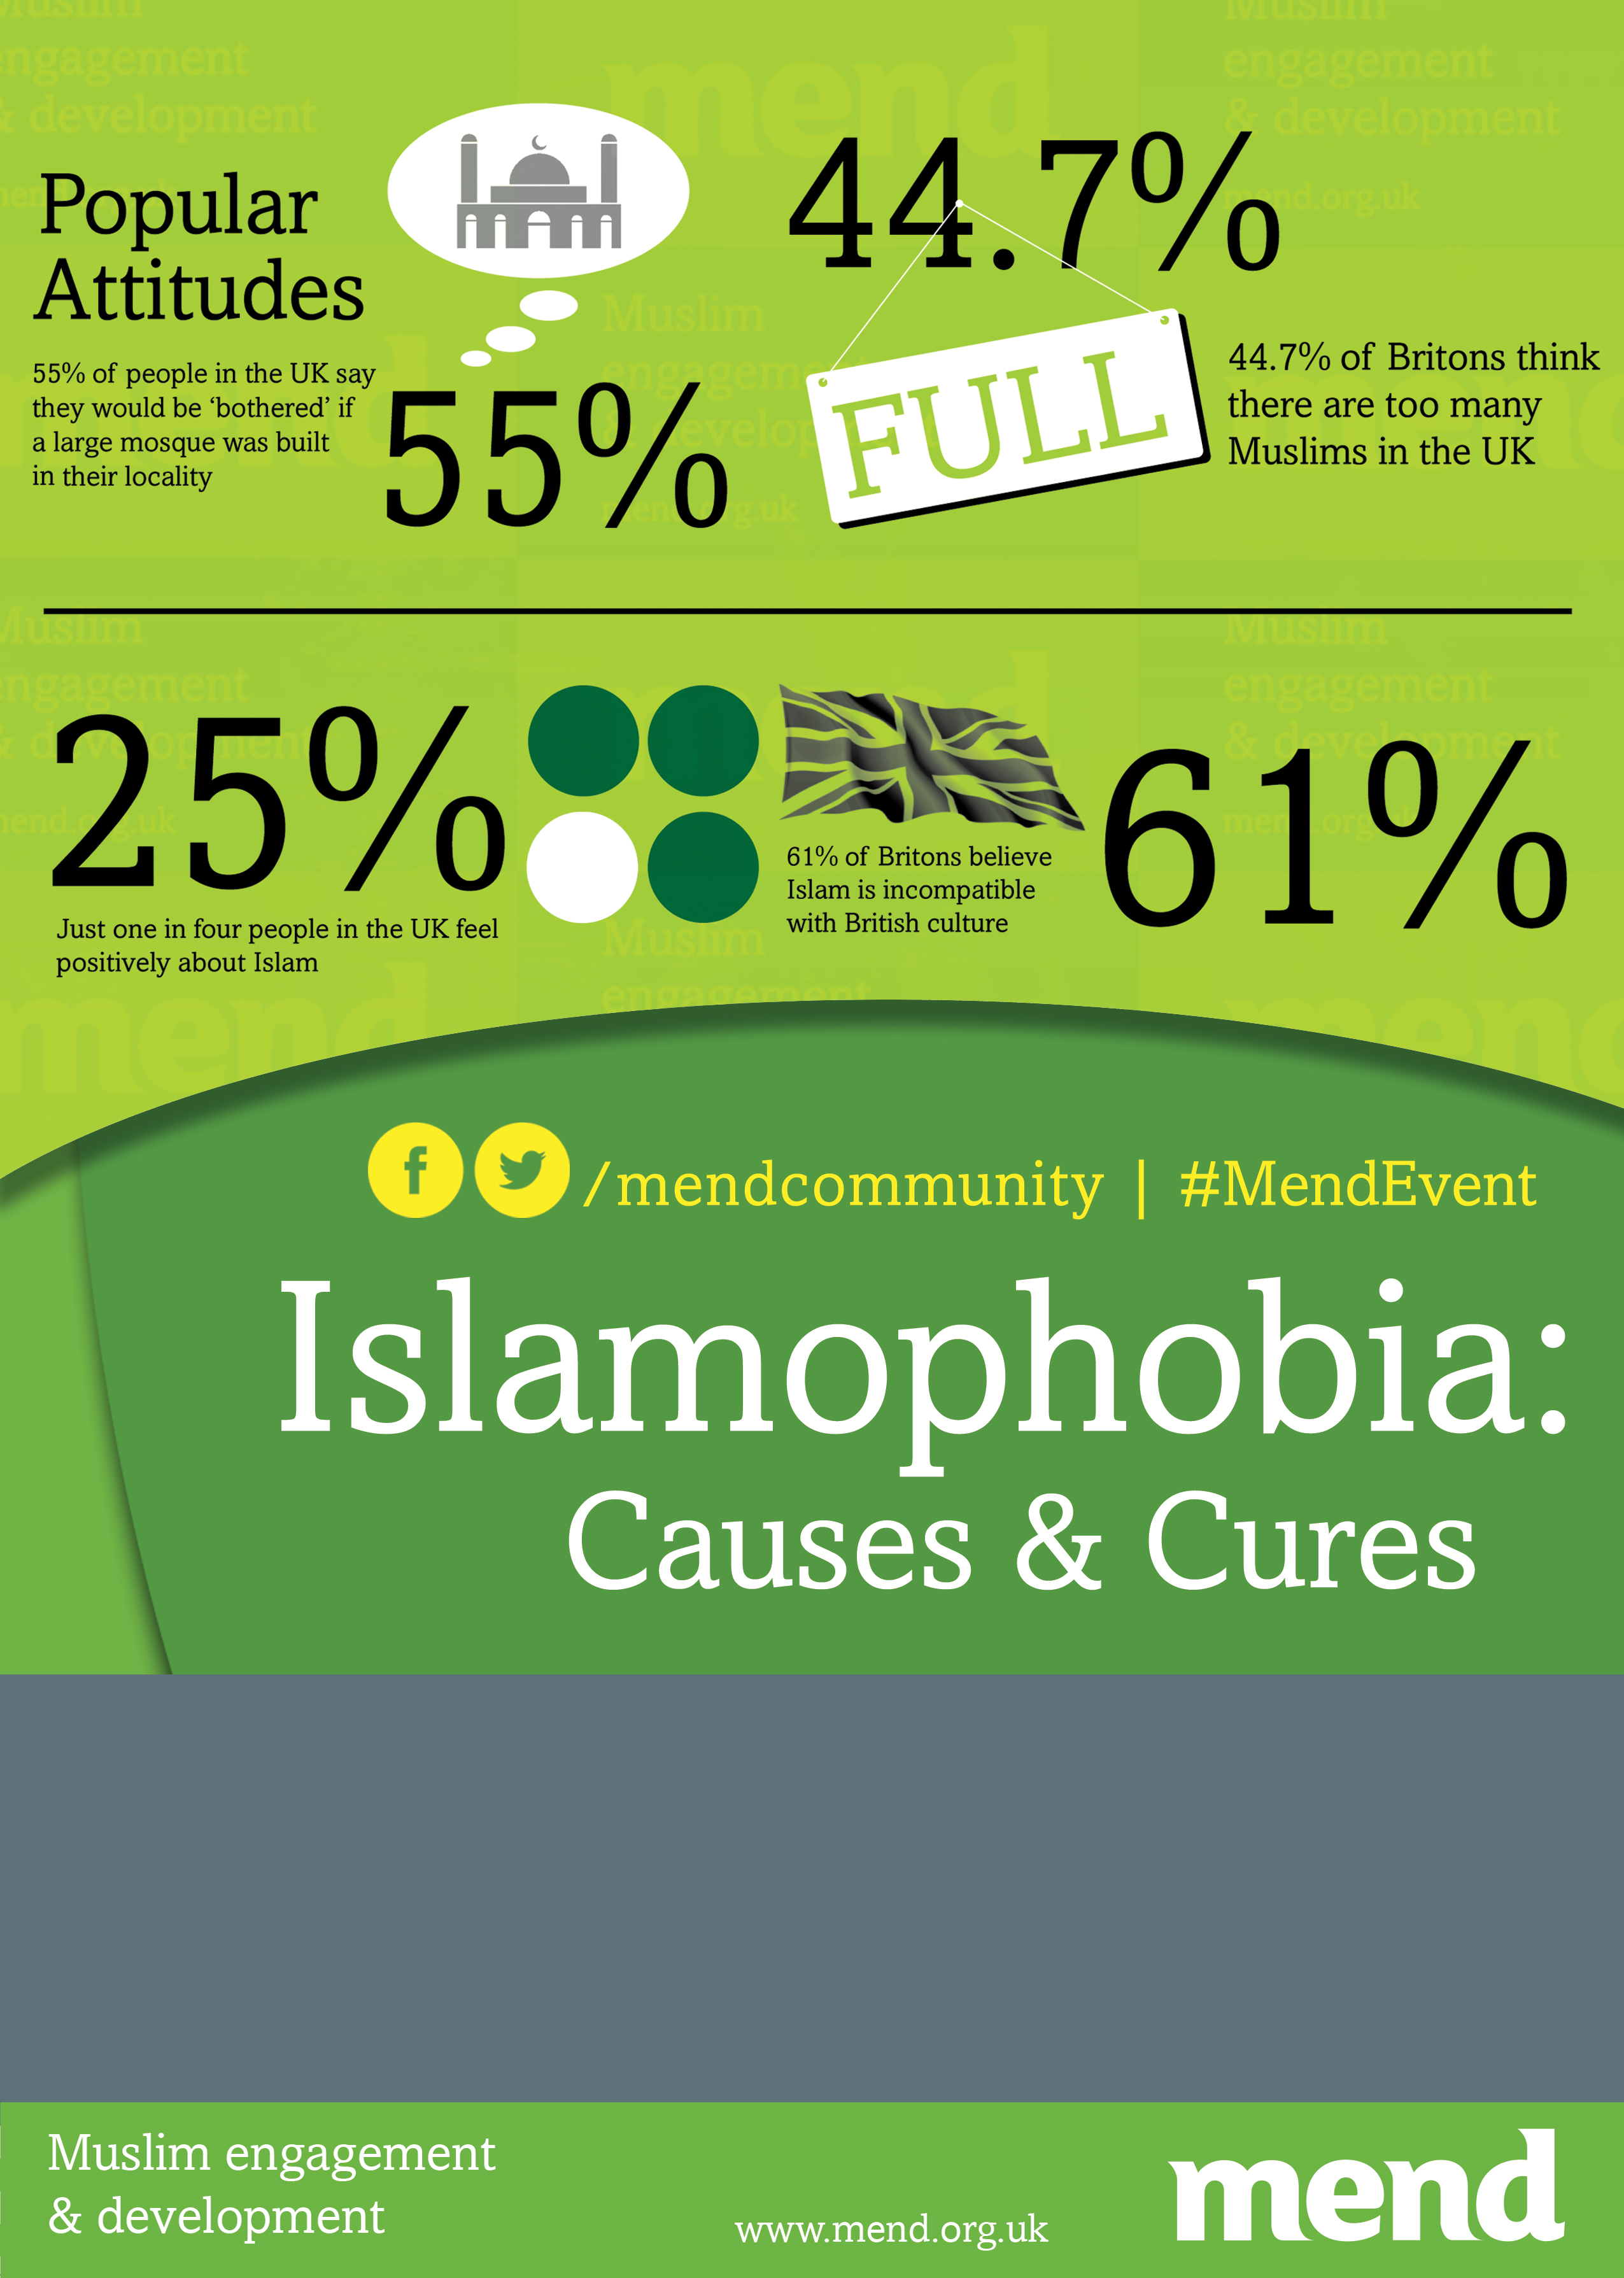 Popular
Attitudes
55% of people in the UK say
they would be ‘bothered’ if
a large mosque was built
in their locality
55%
44.7%
FULL
44.7% of Britons think
there are too many
Muslims in the UK
25%
Just one in four people in the UK feel
positively about Islam
61% of Britons believe
Islam is incompatible
with British culture
61%
/mendcommunity | #MendEvent
Islamophobia:
Causes & Cures
Muslim engagement
& development
www.mend.org.uk
mend